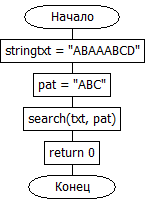 Начало
stringtxt = "ABAAABCD"
pat = "ABC"
search(txt, pat)
return 0
Конец